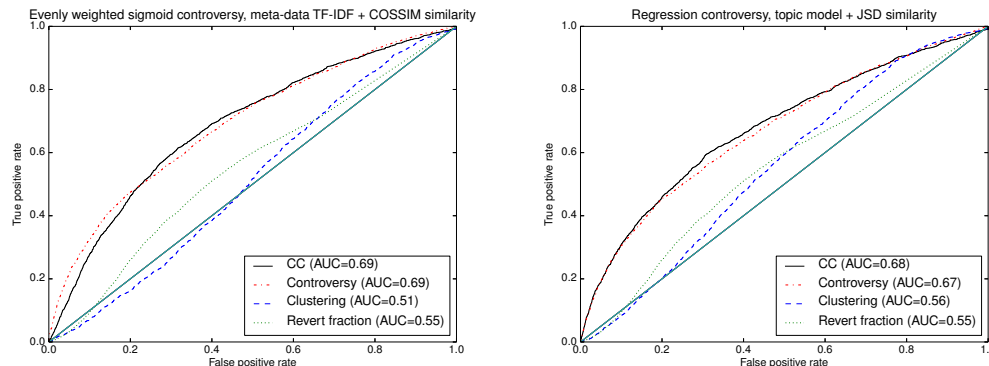 Evenly weighted sigmoid controversy, meta-data TF-IDF + COSSIM similarity
1.0
0.8
0.6
0.4
0.2
0.0
True positive rate
CC (AUC=0.69)
Controversy (AUC=0.69)
Clustering (AUC=0.51)
Revert fraction (AUC=0.55)
0.0 0.2 0.4 0.6 0.8 1.0
False positive rate
Regression controversy, topic model + JSD similarity
1.0
0.8
0.6
0.4
0.2
0.0
True positive rate
CC (AUC=0.68)
Controversy (AUC=0.67)
Clustering (AUC=0.56)
Revert fraction (AUC=0.55)
0.0 0.2 0.4 0.6 0.8 1.0
False positive rate